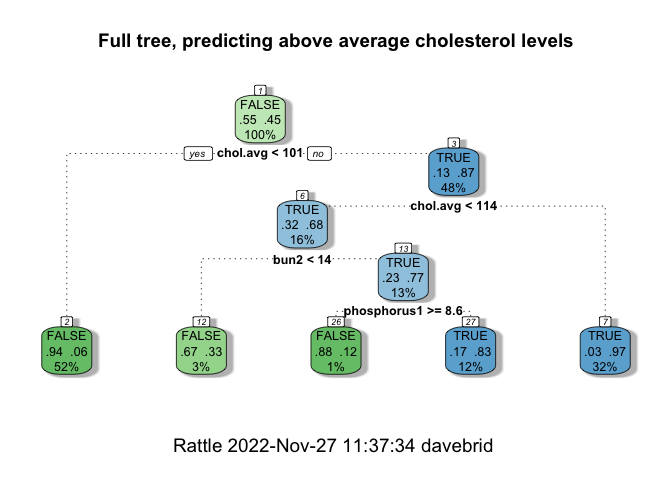 Full tree, predicting above average cholesterol levels
1
FALSE
.55 .45
100%
yes chol.avg < 101 no
3
TRUE
.13 .87
48%
chol.avg < 114
6
TRUE
.32 .68
16%
bun2 < 14
13
TRUE
.23 .77
13%
phosphorus1 >= 8.6
2
FALSE
.94 .06
52%
12
FALSE
.67 .33
3%
26
FALSE
.88 .12
1%
27
TRUE
.17 .83
12%
7
TRUE
.03 .97
32%
Rattle 2022-Nov-27 11:37:34 davebrid